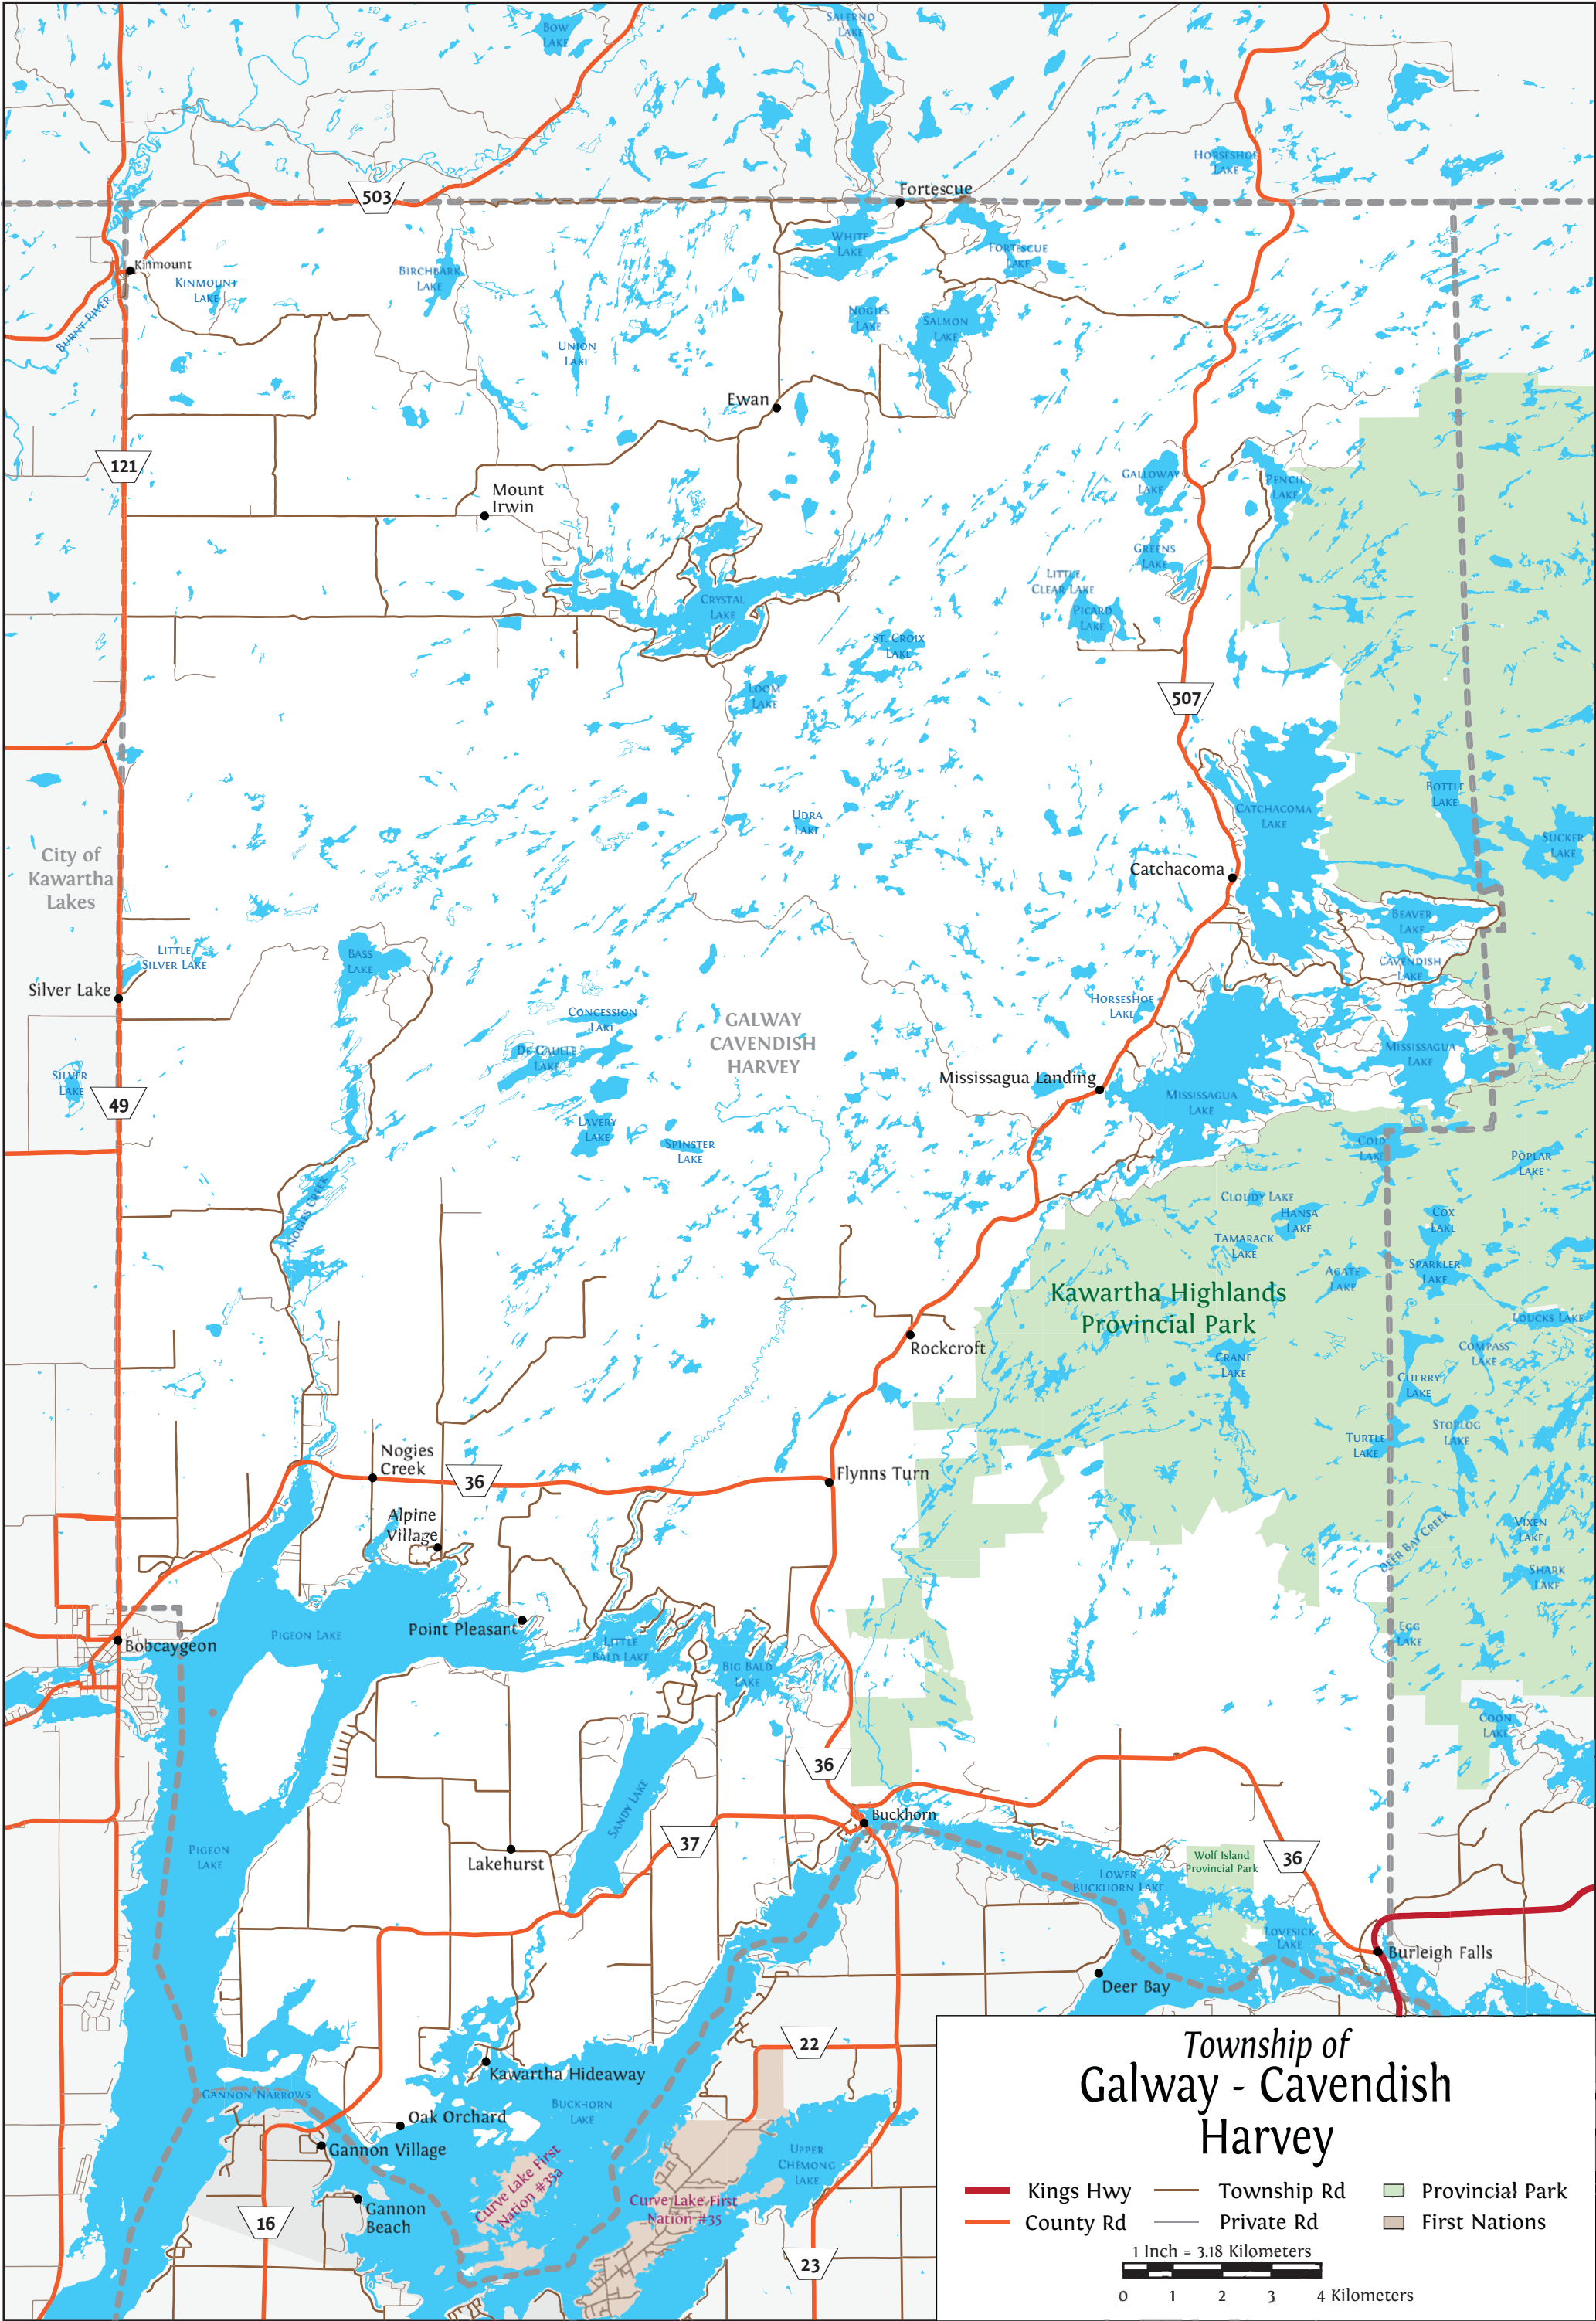 Bow
Lake
Salerno
Lake
Horseshoe
Lake
503
Fortescue
White
Lake
Fortescue
Lake
Kinmount
Kinmount
Lake
Birchbark
Lake
Burnt River
Nogies
Lake
Salmon
Lake
Union
Lake
Ewan
121
Mount
Irwin
Galloway
Lake
Pencil
Lake
Greens
Lake
Little
Clear Lake
Picard
Lake
Crystal
Lake
St. Croix
Lake
Loom
Lake
507
Bottle
Lake
Catchacoma
Lake
Udra
Lake
Sucker
Lake
City of
Kawartha
Lakes
Catchacoma
Beaver
Lake
Little
Silver Lake
Bass
Lake
Cavendish
Lake
Silver Lake
Horseshoe
Lake
Concession
Lake
GALWAY
CAVENDISH
HARVEY
De Gaulle
Lake
Mississagua
Lake
Silver
Lake
Mississagua Landing
49
Mississagua
Lake
Lavery
Lake
Spinster
Lake
Cold
Lake
Poplar
Lake
Nogies Creek
Cloudy Lake
Hansa
Lake
Cox
Lake
Tamarack
Lake
Agate
Lake
Sparkler
Lake
Kawartha Highlands
Provincial Park
Loucks Lake
Rockcroft
Crane
Lake
Compass
Lake
Cherry
Lake
Stoplog
Lake
Turtle
Lake
Nogies
Creek
36
Flynns Turn
Alpine
Village
Vixen
Lake
Deer Bay Creek
Shark
Lake
Point Pleasant
Pigeon Lake
Bobcaygeon
Little
Bald Lake
Big Bald
Lake
Egg
Lake
Coon
Lake
36
Sandy Lake
Buckhorn
37
Pigeon
Lake
Lakehurst
Wolf Island
Provincial Park
36
Lower
Buckhorn Lake
Lovesick
Lake
Burleigh Falls
Deer Bay
22
Kawartha Hideaway
Gannon Narrows
Buckhorn
Lake
Oak Orchard
Gannon Village
Upper
Chemong
Lake
Curve Lake First
Nation #35a
Curve Lake First
Nation #35
Gannon
Beach
16
23
Township of
Galway - Cavendish
Harvey
Kings Hwy
Township Rd
Provincial Park
County Rd
Private Rd
First Nations
1 Inch = 3.18 Kilometers
0 1 2 3 4 Kilometers